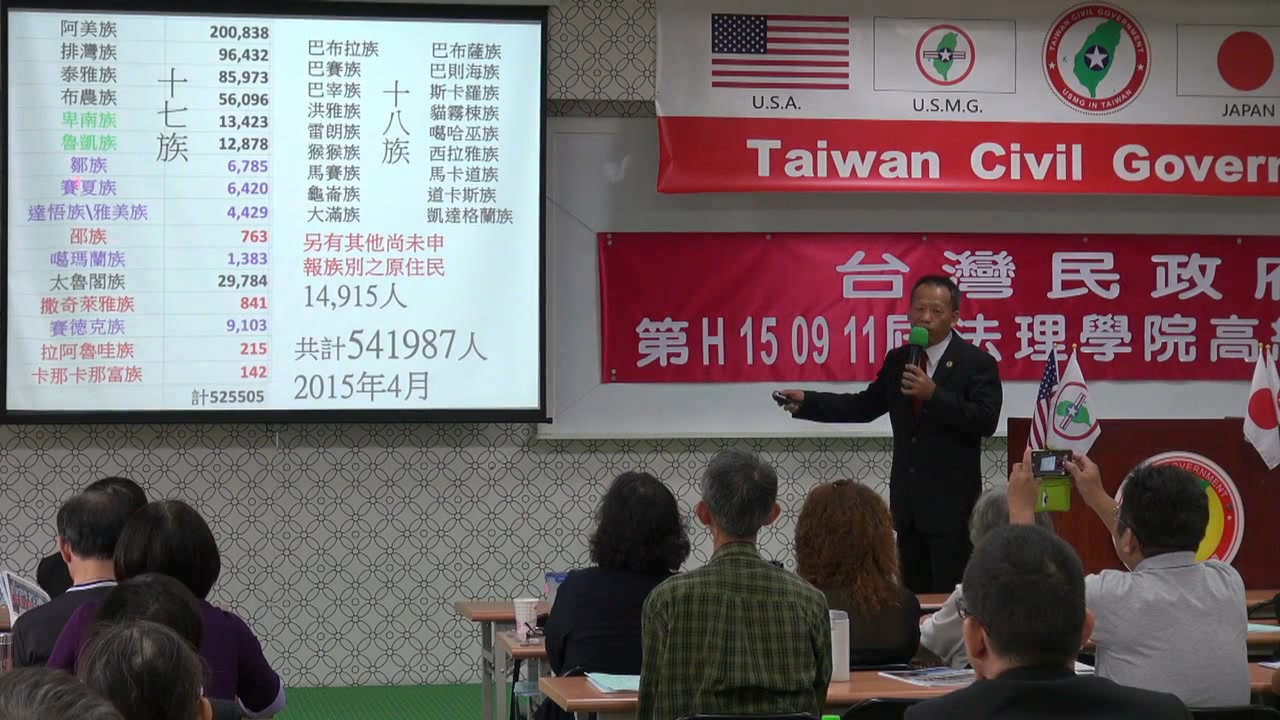 阿美族 200,838
排灣族 96,432
泰雅族 85,973
布農族 56,096
卑南族 13,423
魯凱族 12,878
鄒族 6,785
賽夏族 6,420
達悟族\雅美族 4,429
邵族 763
噶瑪蘭族 1,383
太魯閣族 29,784
撒奇萊雅族 841
賽德克族 9,103
拉阿魯哇族 215
卡那卡那富族 142
計525505
十七族
巴布拉族
巴賽族
巴宰族
洪雅族
雷朗族
猴猴族
馬賽族
龜崙族
大滿族
十八族
巴布薩族
巴則海族
斯卡羅族
貓霧棟族
噶哈巫族
西拉雅族
馬卡道族
道卡斯族
凱達格蘭族
另有其他尚未申
報族別之原住民
14,915人
共計541987人
2015年4月
U.S.A.
U.S.M.G.
TAIWAN CIVIL GOVERNMENT
USMG IN TAIWAN
JAPAN
Taiwan Civil Govern
台灣民政府
第H 15 09 11屆法理學院高
GOVERNMENT